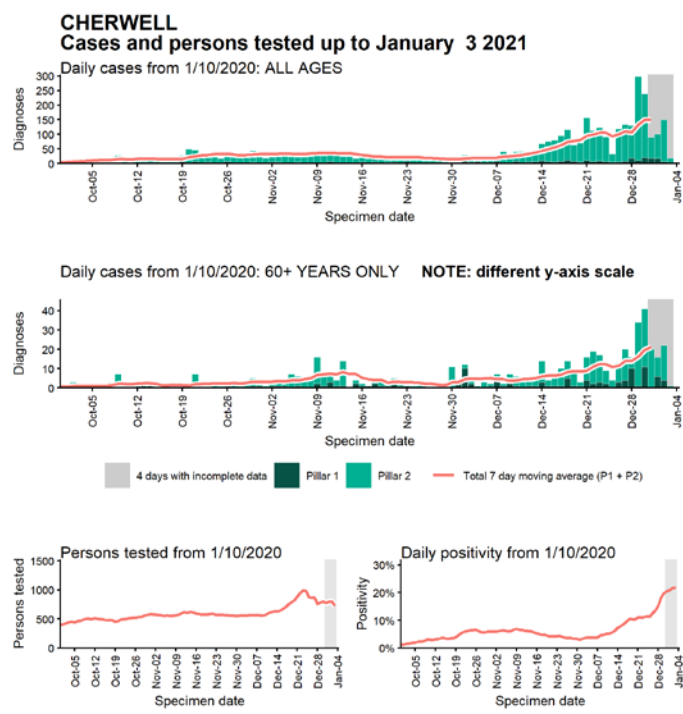 CHERWELL
Cases and persons tested up to January 3 2021
Daily cases from 1/10/2020: ALL AGES
Diagnoses
300
250
200
150
100
50
0
Oct-05
Oct-12
Oct-19
Oct-26
Nov-02
Nov-09
Nov-16
Nov-23
Nov-30
Dec-07
Dec-14
Dec-21
Dec-28
Jan-04
Specimen date
Daily cases from 1/10/2020: 60+ YEARS ONLY NOTE: different y-axis scale
Diagnoses
40
30
20
10
0
Oct-05
Oct-12
Oct-19
Oct-26
Nov-02
Nov-09
Nov-16
Nov-23
Nov-30
Dec-07
Dec-14
Dec-21
Dec-28
Jan-04
Specimen date
4 days with incomplete data Pillar 1 Pillar 2 Total 7 day moving average (P1 + P2)
Persons tested from 1/10/2020
Persons tested
1500
1000
500
0
Oct-05
Oct-12
Oct-19
Oct-26
Nov-02
Nov-09
Nov-16
Nov-23
Nov-30
Dec-07
Dec-14
Dec-21
Dec-28
Jan-04
Specimen date
Daily positivity from 1/10/2020
Positivity
30%
20%
10%
0%
Oct-05
Oct-12
Oct-19
Oct-26
Nov-02
Nov-09
Nov-16
Nov-23
Nov-30
Dec-07
Dec-14
Dec-21
Dec-28
Jan-04
Specimen date